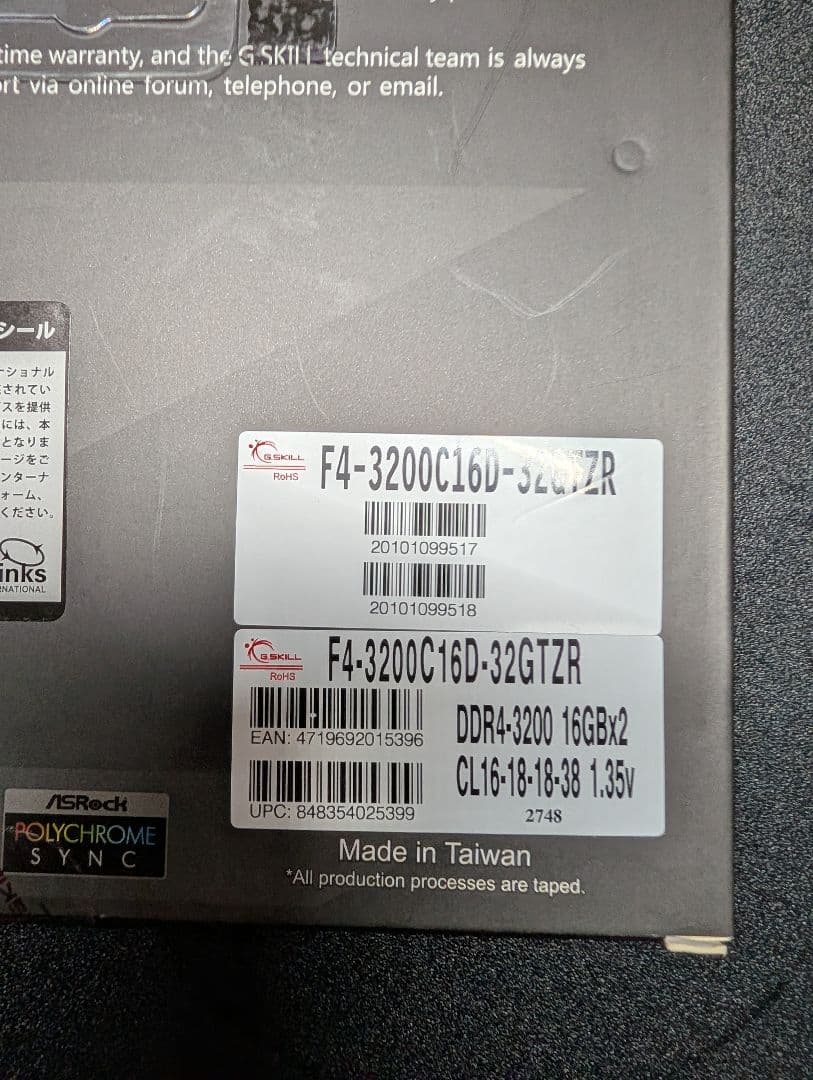 time warranty, and the G.SKILL technical team is always
ort via online forum, telephone, or email.
シール
ーショナル
されてい
スを提供
には、本
となりま
ージをご
ンターナ
ォーム、
ください。
inks
RNATIONAL
G.SKILL
RoHS
F4-3200C16D-32GTZR
20101099517
20101099518
G.SKILL
RoHS
F4-3200C16D-32GTZR
EAN: 4719692015396
DDR4-3200 16GBx2
CL16-18-18-38 1.35v
UPC: 848354025399
2748
ASRock
POLYCHROME
SYNC
Made in Taiwan
*All production processes are taped.